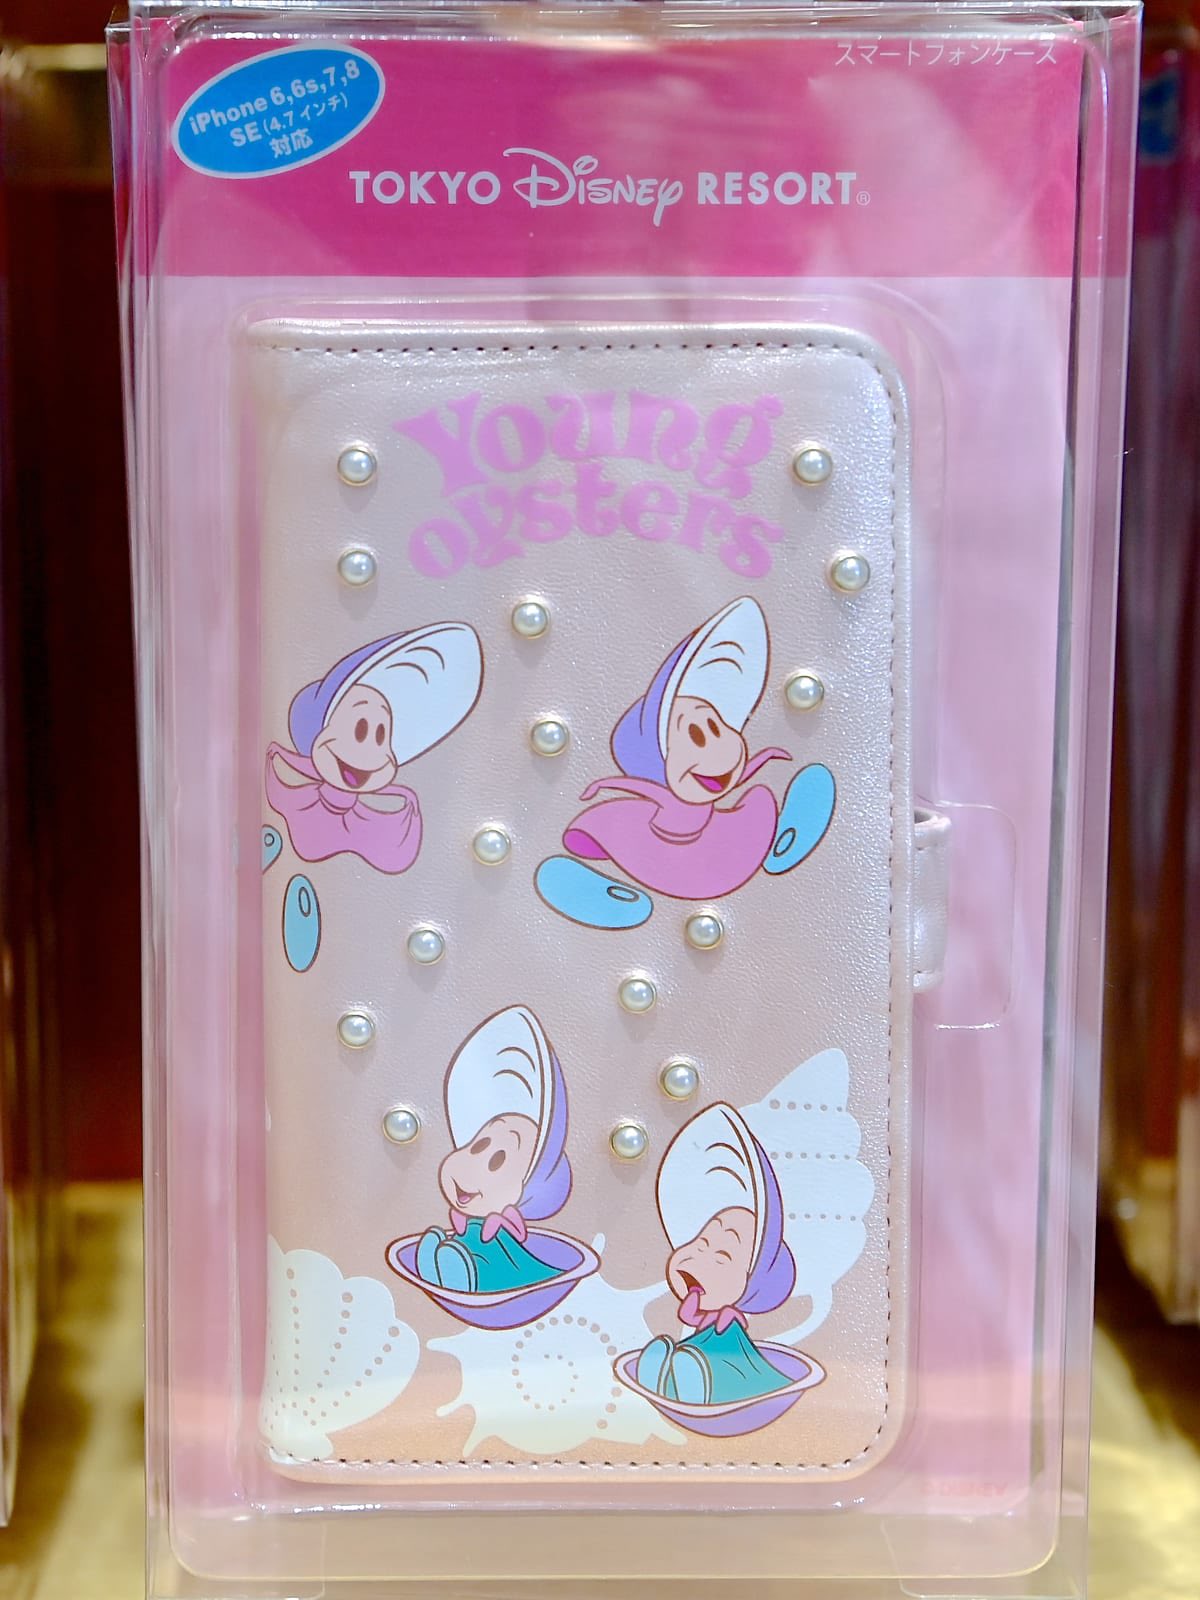 スマートフォンケース
iPhone 6,6s,7,8
SE(4.7インチ)
対応
TOKYO Disney RESORT®
Young
oysters